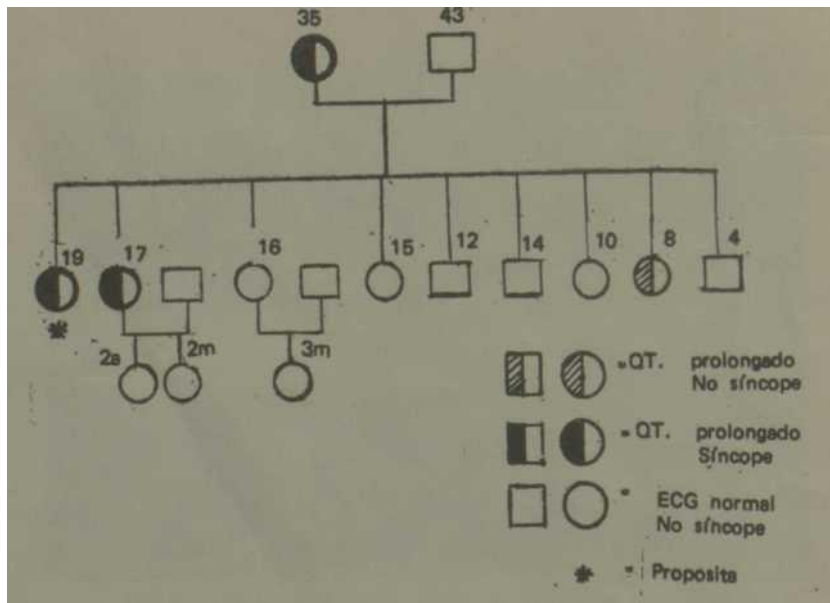 35 43
19 17 16 15 12 14 10 8 4
*
2a 2m 3m
= QT. prolongado
No síncope
= QT. prolongado
Síncope
= ECG normal
No síncope
* = Proposita